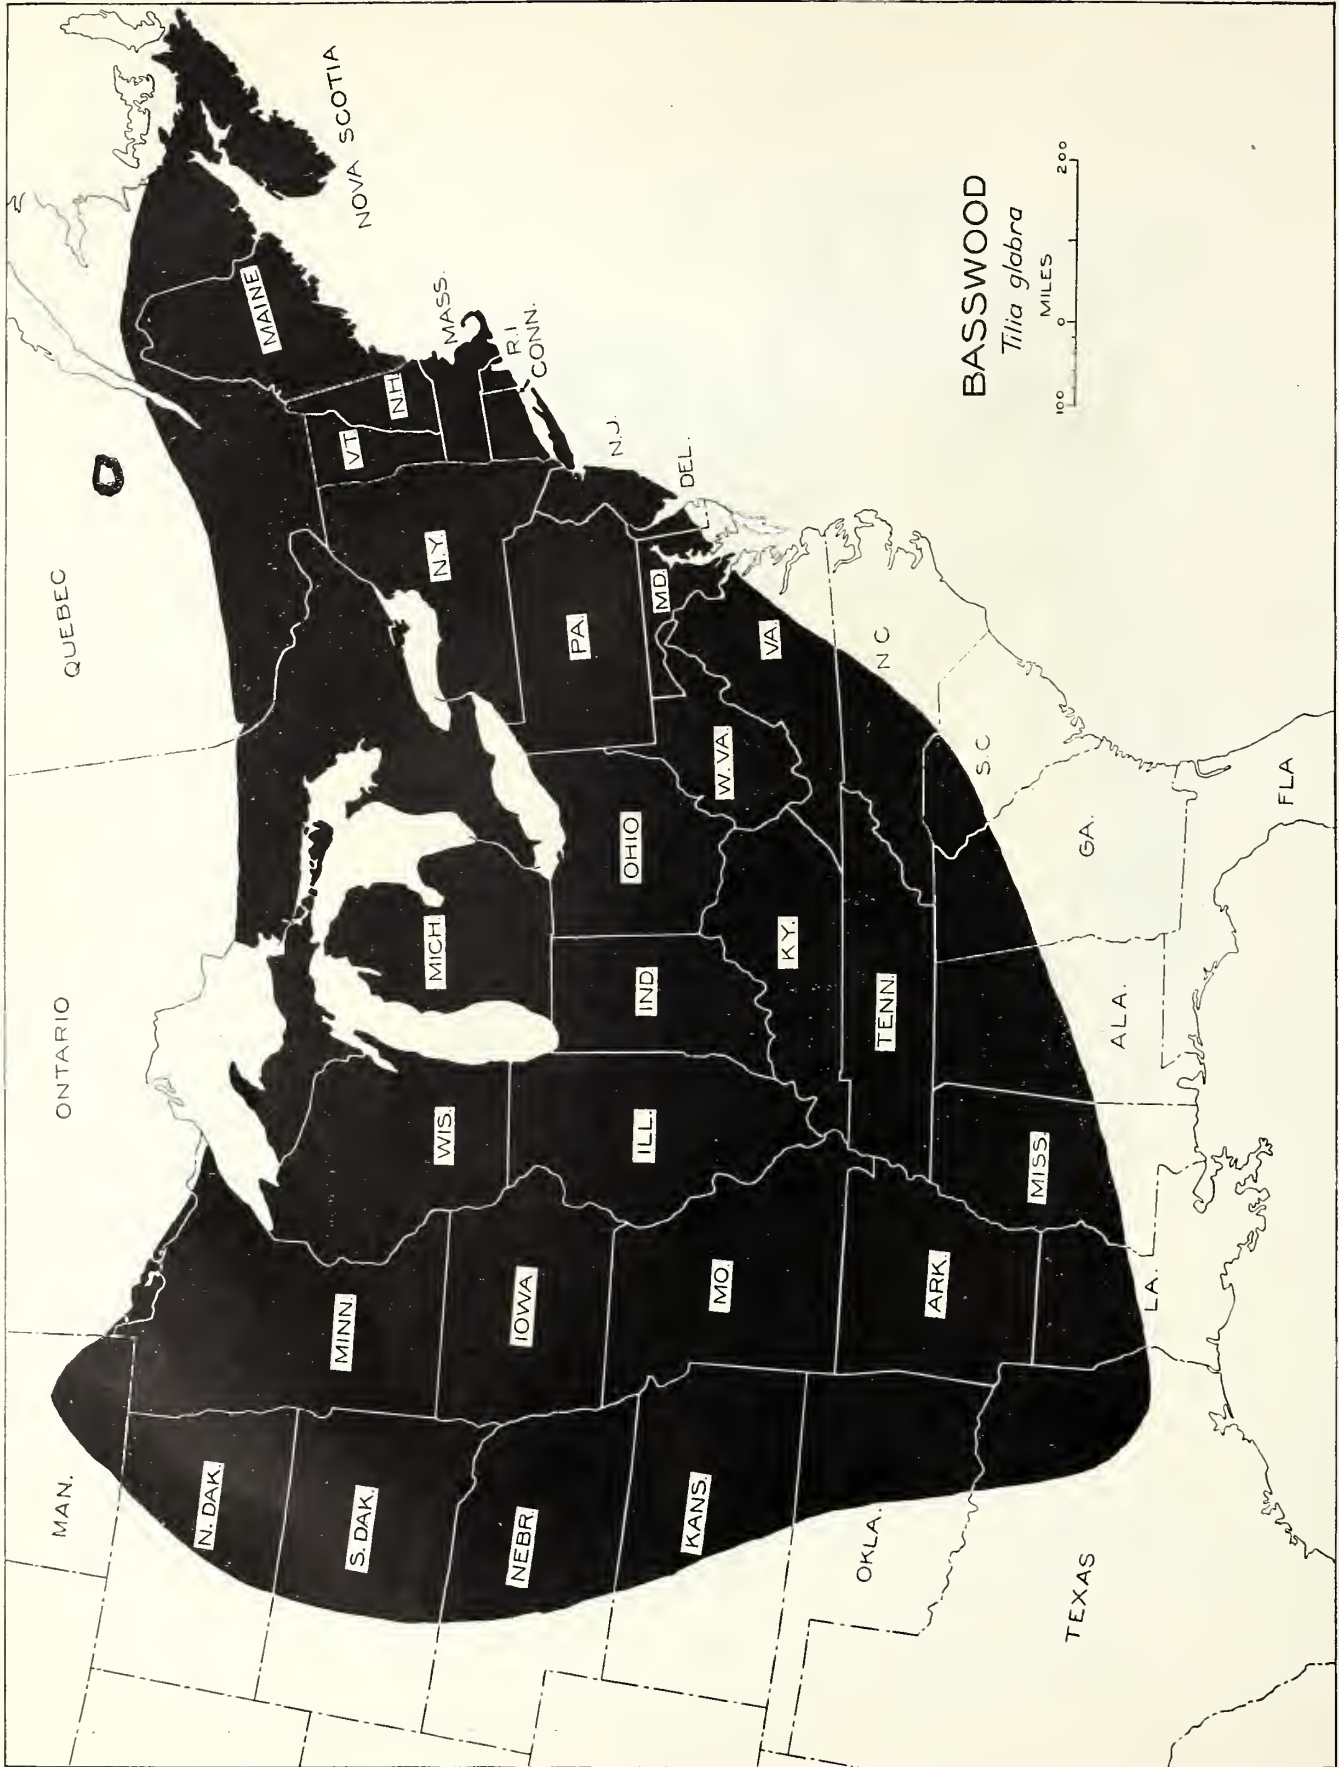 MAN.
ONTARIO
QUEBEC
NOVA SCOTIA
N. DAK.
MINN.
S. DAK.
WIS.
MICH.
N.Y.
VT.
N.H.
MAINE
MASS.
R.I
CONN.
NEBR.
IOWA
ILL.
IND.
OHIO
PA.
N.J.
DEL.
MD.
KANS.
MO.
KY.
W. VA.
VA.
OKLA.
ARK.
TENN.
N C
S.C
TEXAS
LA.
MISS.
ALA.
GA.
FLA
BASSWOOD
Tilia glabra
MILES
100 0 200